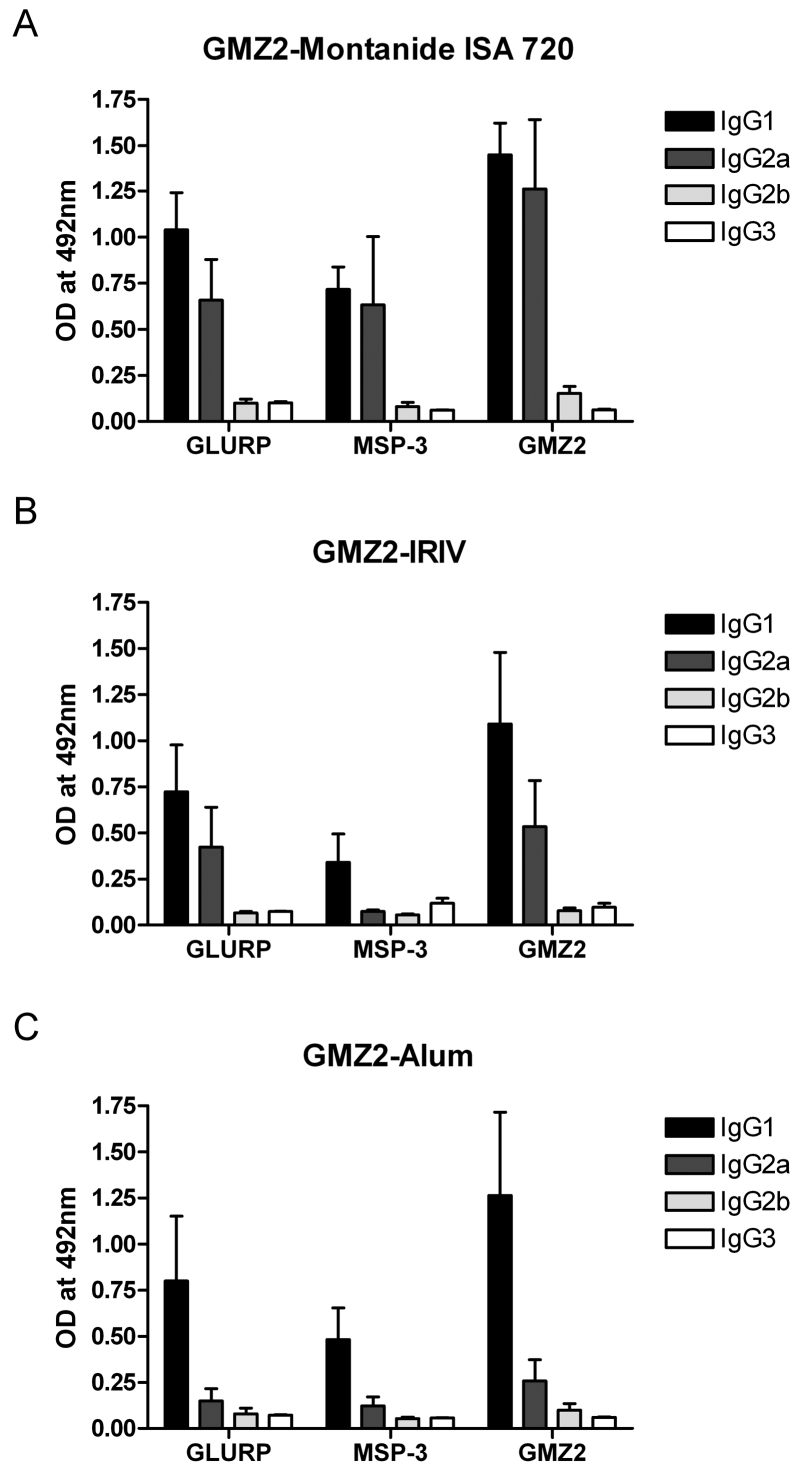 A
GMZ2-Montanide ISA 720
OD at 492nm
1.75
1.50
1.25
1.00
0.75
0.50
0.25
0.00
GLURP MSP-3 GMZ2
IgG1
IgG2a
IgG2b
IgG3
B
GMZ2-IRIV
OD at 492nm
1.75
1.50
1.25
1.00
0.75
0.50
0.25
0.00
GLURP MSP-3 GMZ2
IgG1
IgG2a
IgG2b
IgG3
C
GMZ2-Alum
OD at 492nm
1.75
1.50
1.25
1.00
0.75
0.50
0.25
0.00
GLURP MSP-3 GMZ2
IgG1
IgG2a
IgG2b
IgG3